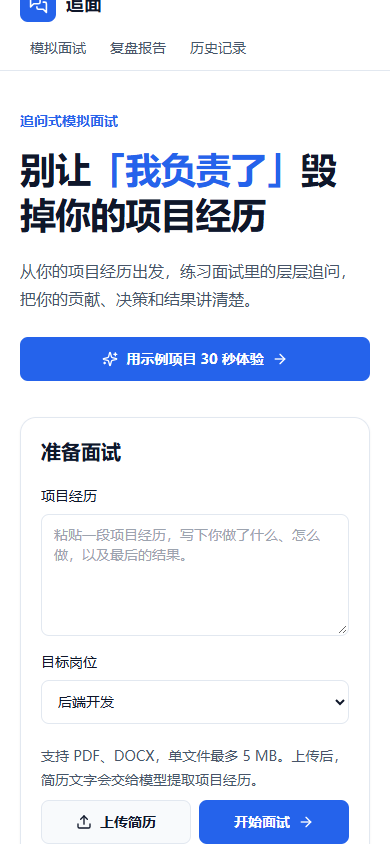 追面
模拟面试 复盘报告 历史记录
追问式模拟面试
别让「我负责了」毁
掉你的项目经历
从你的项目经历出发，练习面试里的层层追问，
把你的贡献、决策和结果讲清楚。
用示例项目 30 秒体验
准备面试
项目经历
粘贴一段项目经历，写下你做了什么、怎么
做，以及最后的结果。
目标岗位
后端开发
支持 PDF、DOCX，单文件最多 5 MB。上传后，
简历文字会交给模型提取项目经历。
上传简历 开始面试